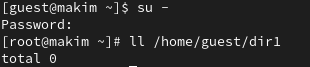 [guest@makim ~]$ su -
Password:
[root@makim ~]# ll /home/guest/dir1
total 0